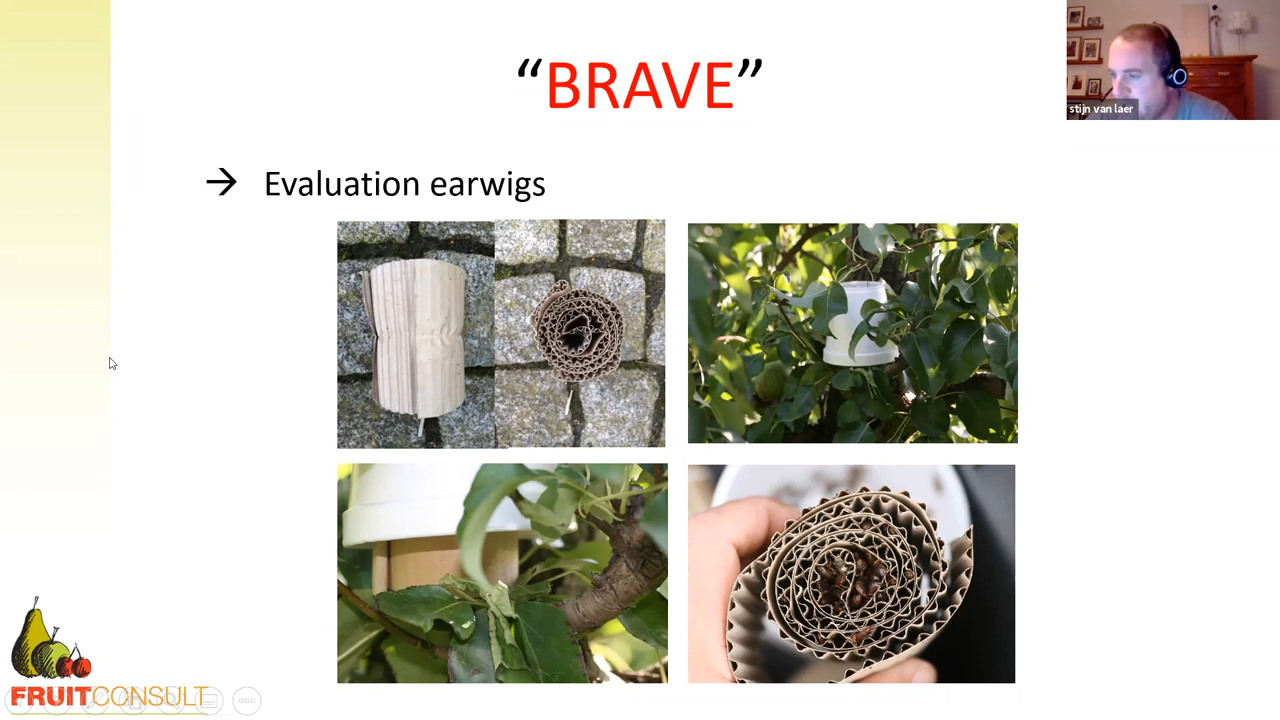 “BRAVE”
stijn van laer
→ Evaluation earwigs
FRUITCONSULT